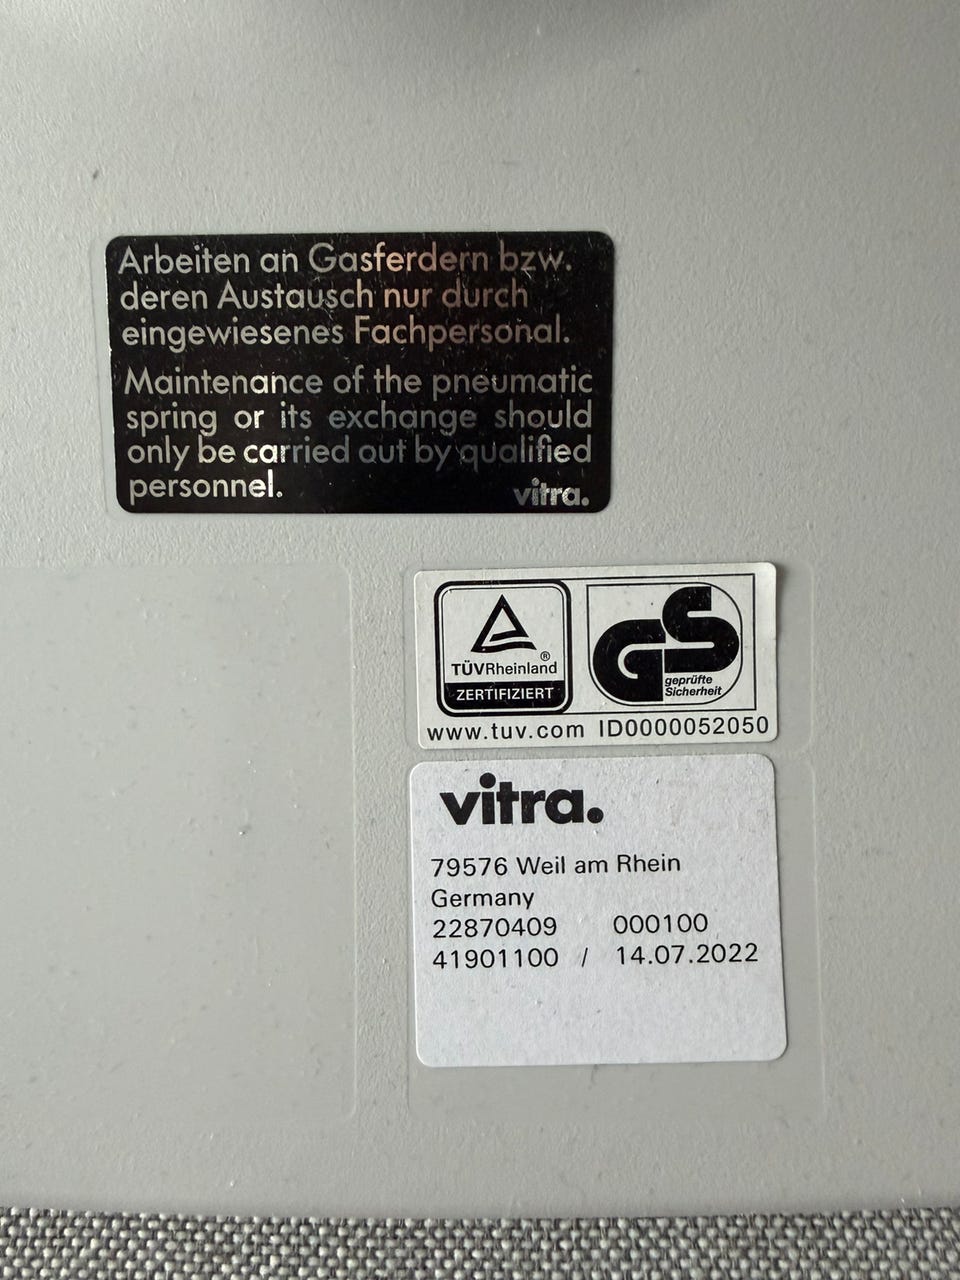 Arbeiten an Gasferdern bzw.
deren Austausch nur durch
eingewiesenes Fachpersonal.
Maintenance of the pneumatic
spring or its exchange should
only be carried out by qualified
personnel.
vitra.
TÜVRheinland®
ZERTIFIZIERT
GS
geprüfte
Sicherheit
www.tuv.com ID0000052050
vitra.
79576 Weil am Rhein
Germany
22870409 000100
41901100 / 14.07.2022